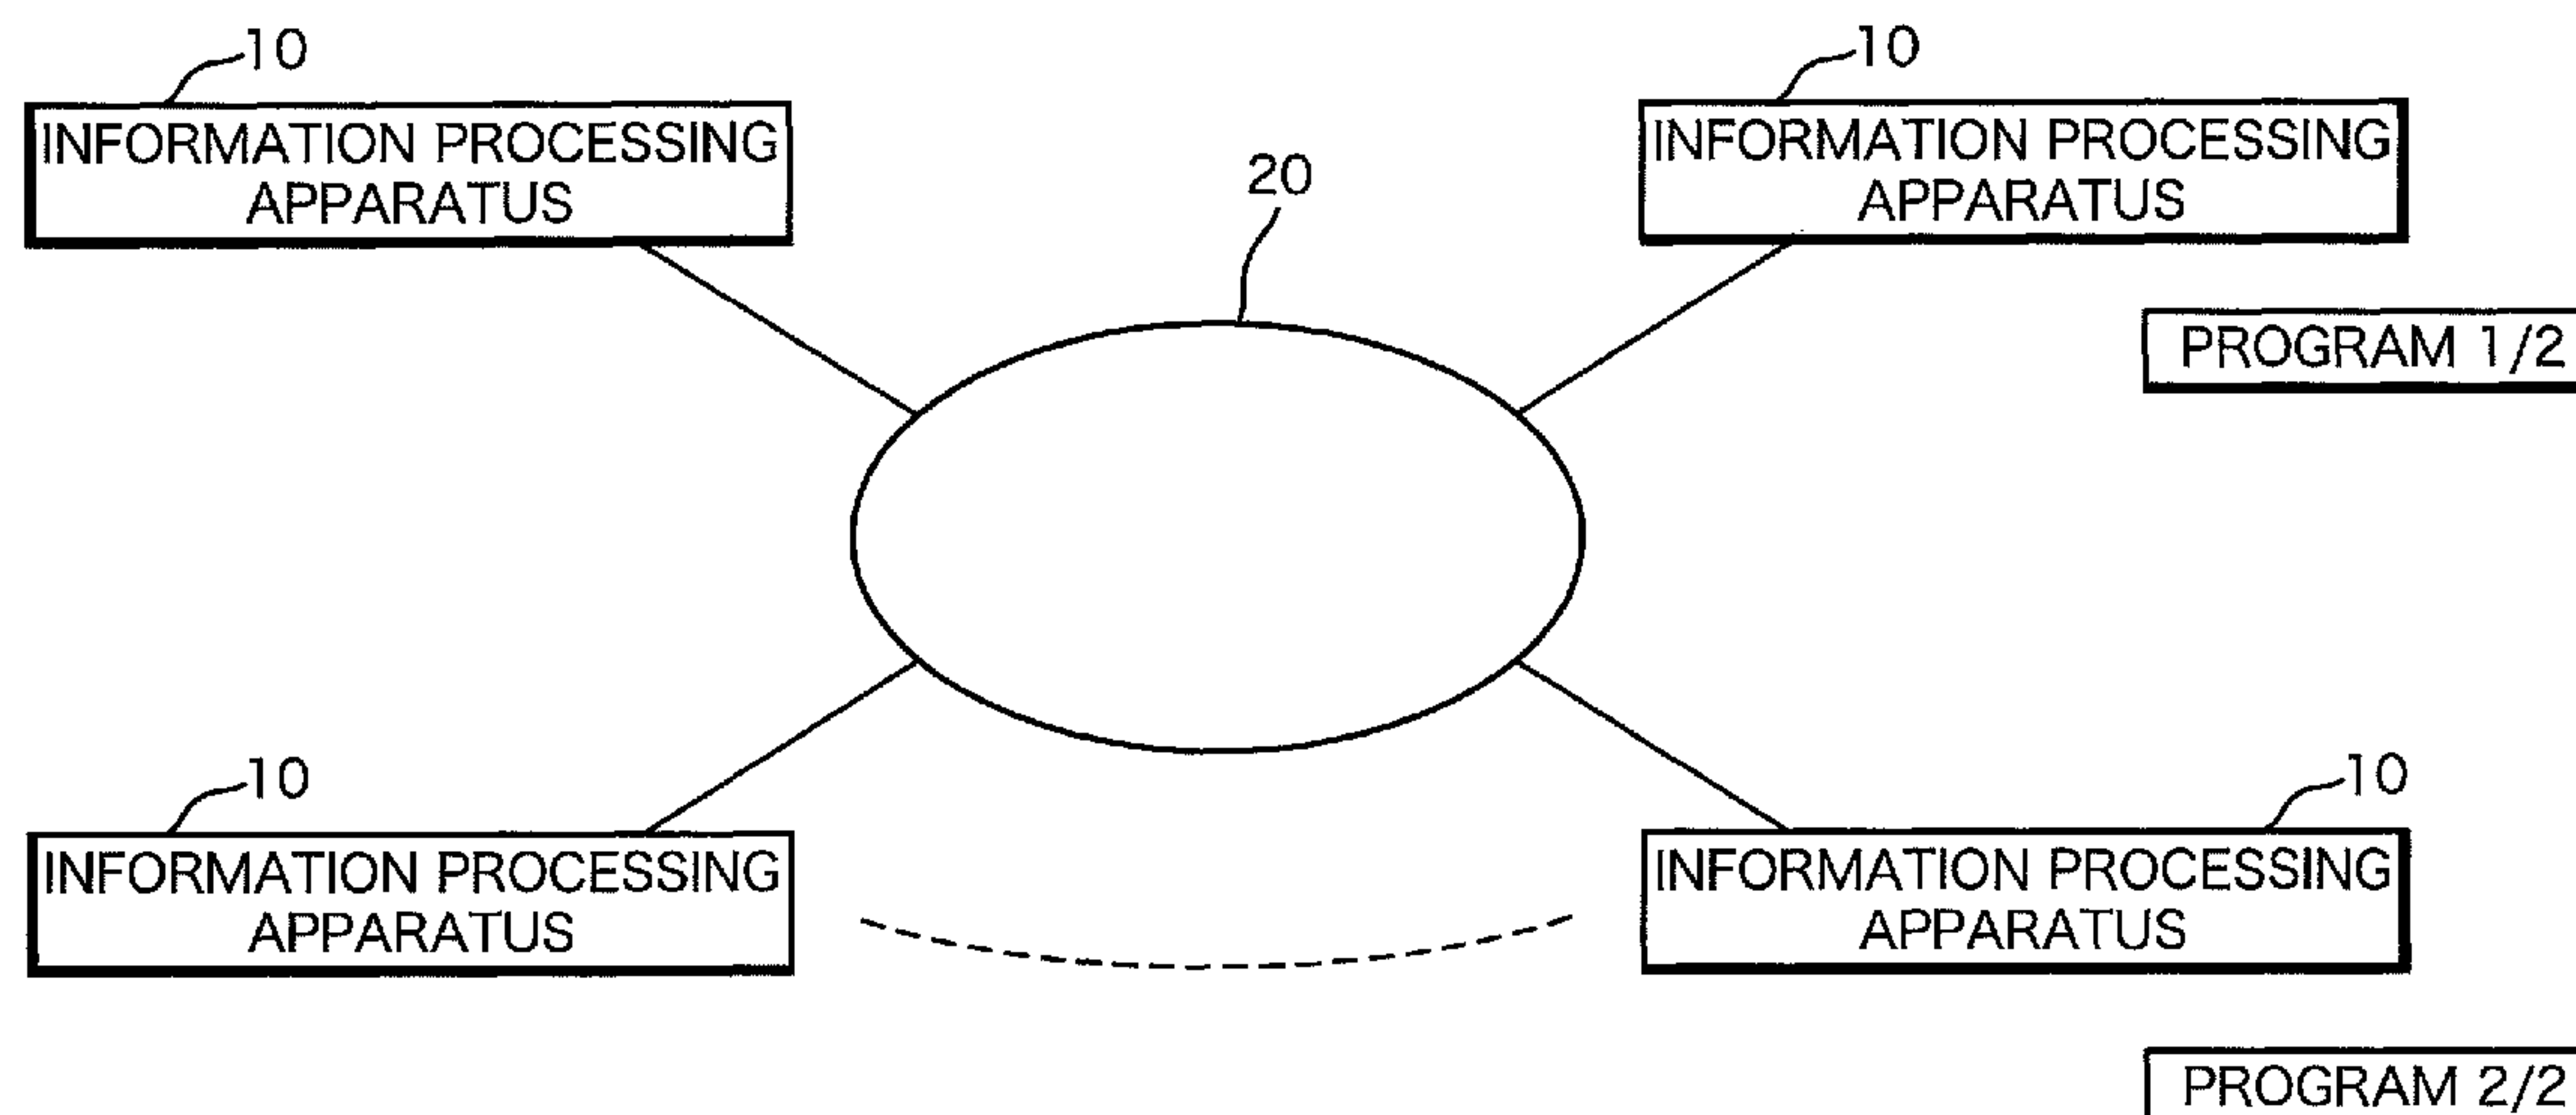 10
10
INFORMATION PROCESSING
APPARATUS
INFORMATION PROCESSING
APPARATUS
20
PROGRAM 1/2
10
10
INFORMATION PROCESSING
APPARATUS
INFORMATION PROCESSING
APPARATUS
PROGRAM 2/2